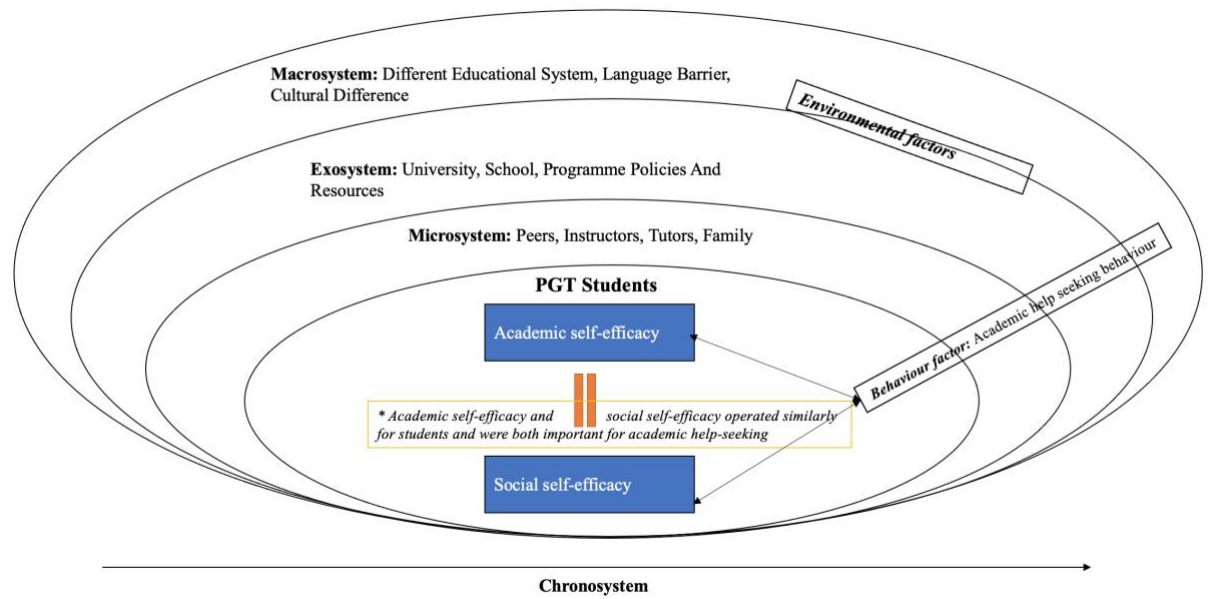 Macrosystem: Different Educational System, Language Barrier,
Cultural Difference
Environmental factors
Exosystem: University, School, Programme Policies And
Resources
Microsystem: Peers, Instructors, Tutors, Family
Behaviour factor: Academic help seeking behaviour
PGT Students
Academic self-efficacy
* Academic self-efficacy and social self-efficacy operated similarly
for students and were both important for academic help-seeking
Social self-efficacy
Chronosystem